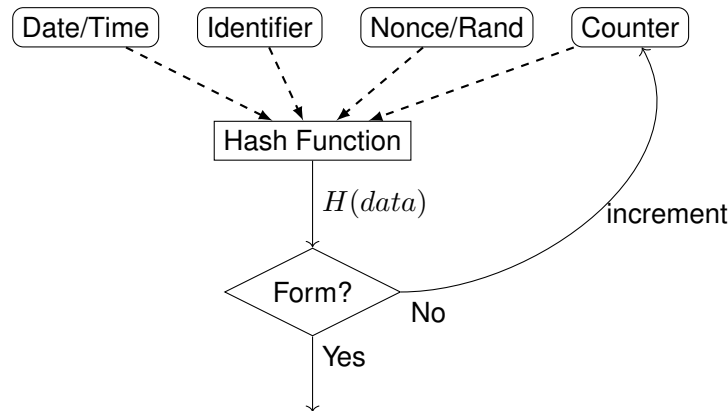 Date/Time
Identifier
Nonce/Rand
Counter
Hash Function
H(data)
increment
Form?
No
Yes